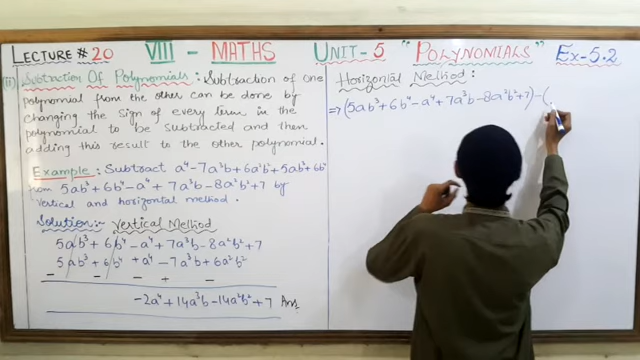 LECTURE # 20 VIII - MATHS UNIT-5 "POLYNOMIALS" Ex-5.2
(ii) Subtraction Of Polynomials:- Subtraction of one
polynomial from the other can be done by
changing the sign of every term in the
polynomial to be subtracted and then
adding this result to the other polynomial.
Example: Subtract a⁴-7a³b+6a²b²+5ab³+6b⁴
from 5ab³+6b⁴-a⁴+7a³b-8a²b²+7 by
vertical and horizontal method.
Solution:- Vertical Method
5ab³+6b⁴-a⁴+7a³b-8a²b²+7
5ab³+6b⁴+a⁴-7a³b+6a²b²
- - - + -
-2a⁴+14a³b-14a²b²+7 Ans.
Horizontal Method:
⇒(5ab³+6b⁴-a⁴+7a³b-8a²b²+7)-(